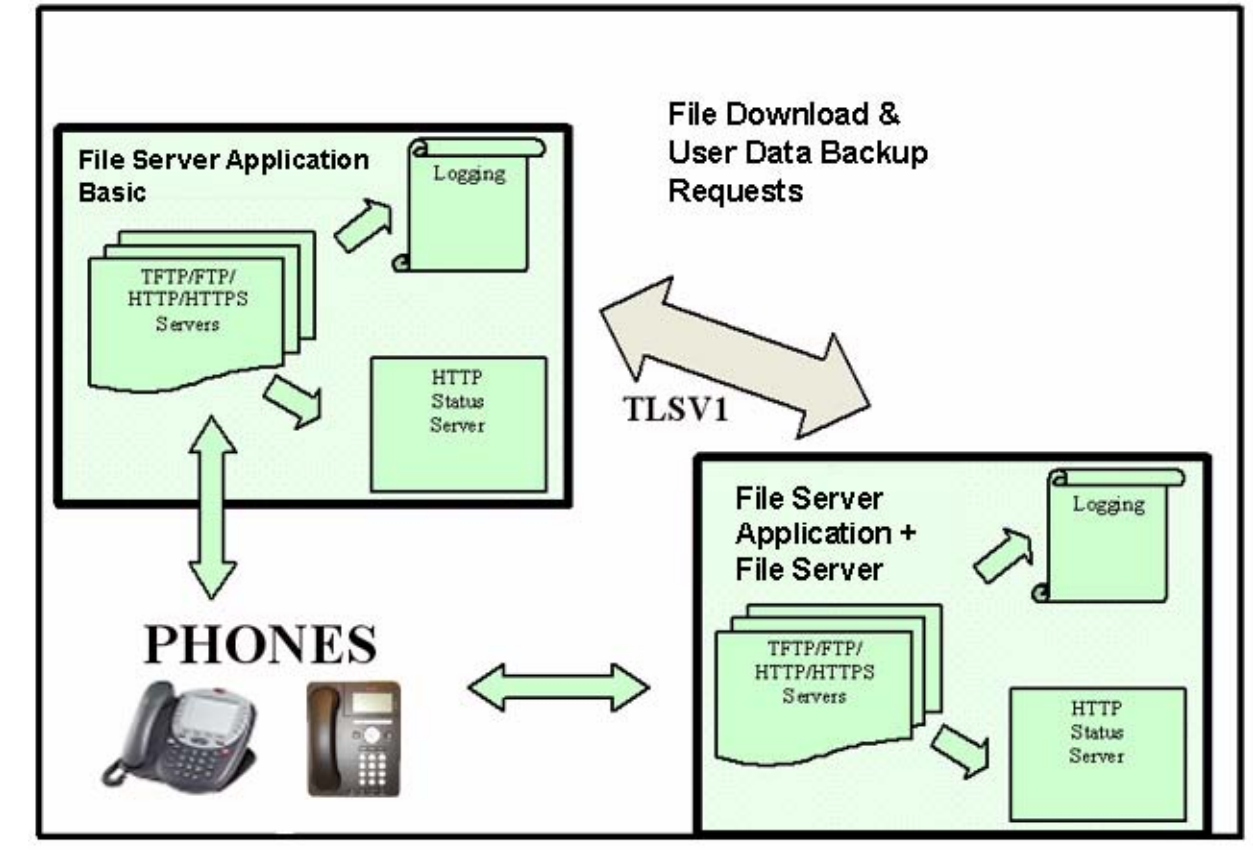 File Download &
User Data Backup
Requests
File Server Application
Basic
Logging
TFTP/FTP/
HTTP/HTTPS
Servers
HTTP
Status
Server
TLSV1
File Server
Application +
File Server
Logging
TFTP/FTP/
HTTP/HTTPS
Servers
HTTP
Status
Server
PHONES